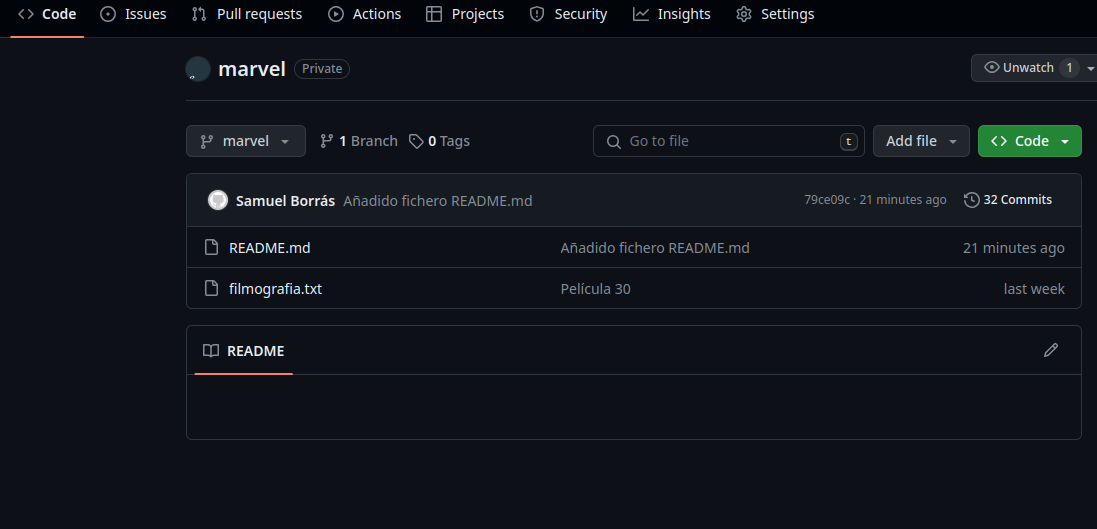 Code Issues Pull requests Actions Projects Security Insights Settings
marvel Private Unwatch 1
marvel 1 Branch 0 Tags Go to file t Add file Code
Samuel Borrás Añadido fichero README.md 79ce09c · 21 minutes ago 32 Commits
README.md Añadido fichero README.md 21 minutes ago
filmografia.txt Película 30 last week
README